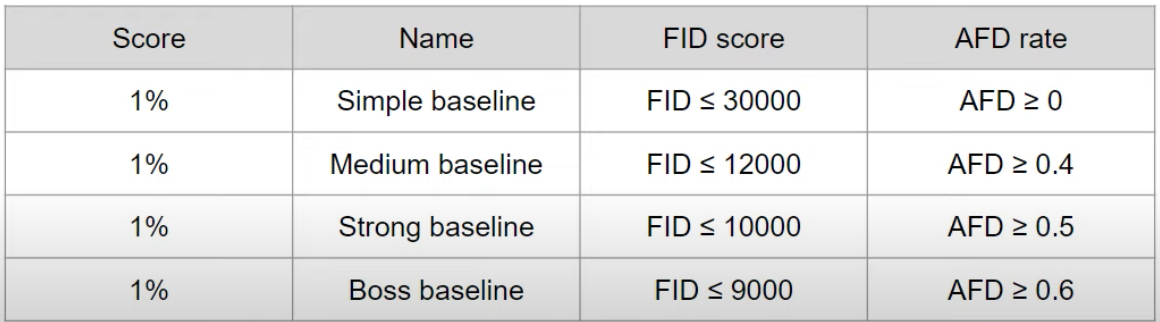 Score Name FID score AFD rate
1% Simple baseline FID ≤ 30000 AFD ≥ 0
1% Medium baseline FID ≤ 12000 AFD ≥ 0.4
1% Strong baseline FID ≤ 10000 AFD ≥ 0.5
1% Boss baseline FID ≤ 9000 AFD ≥ 0.6